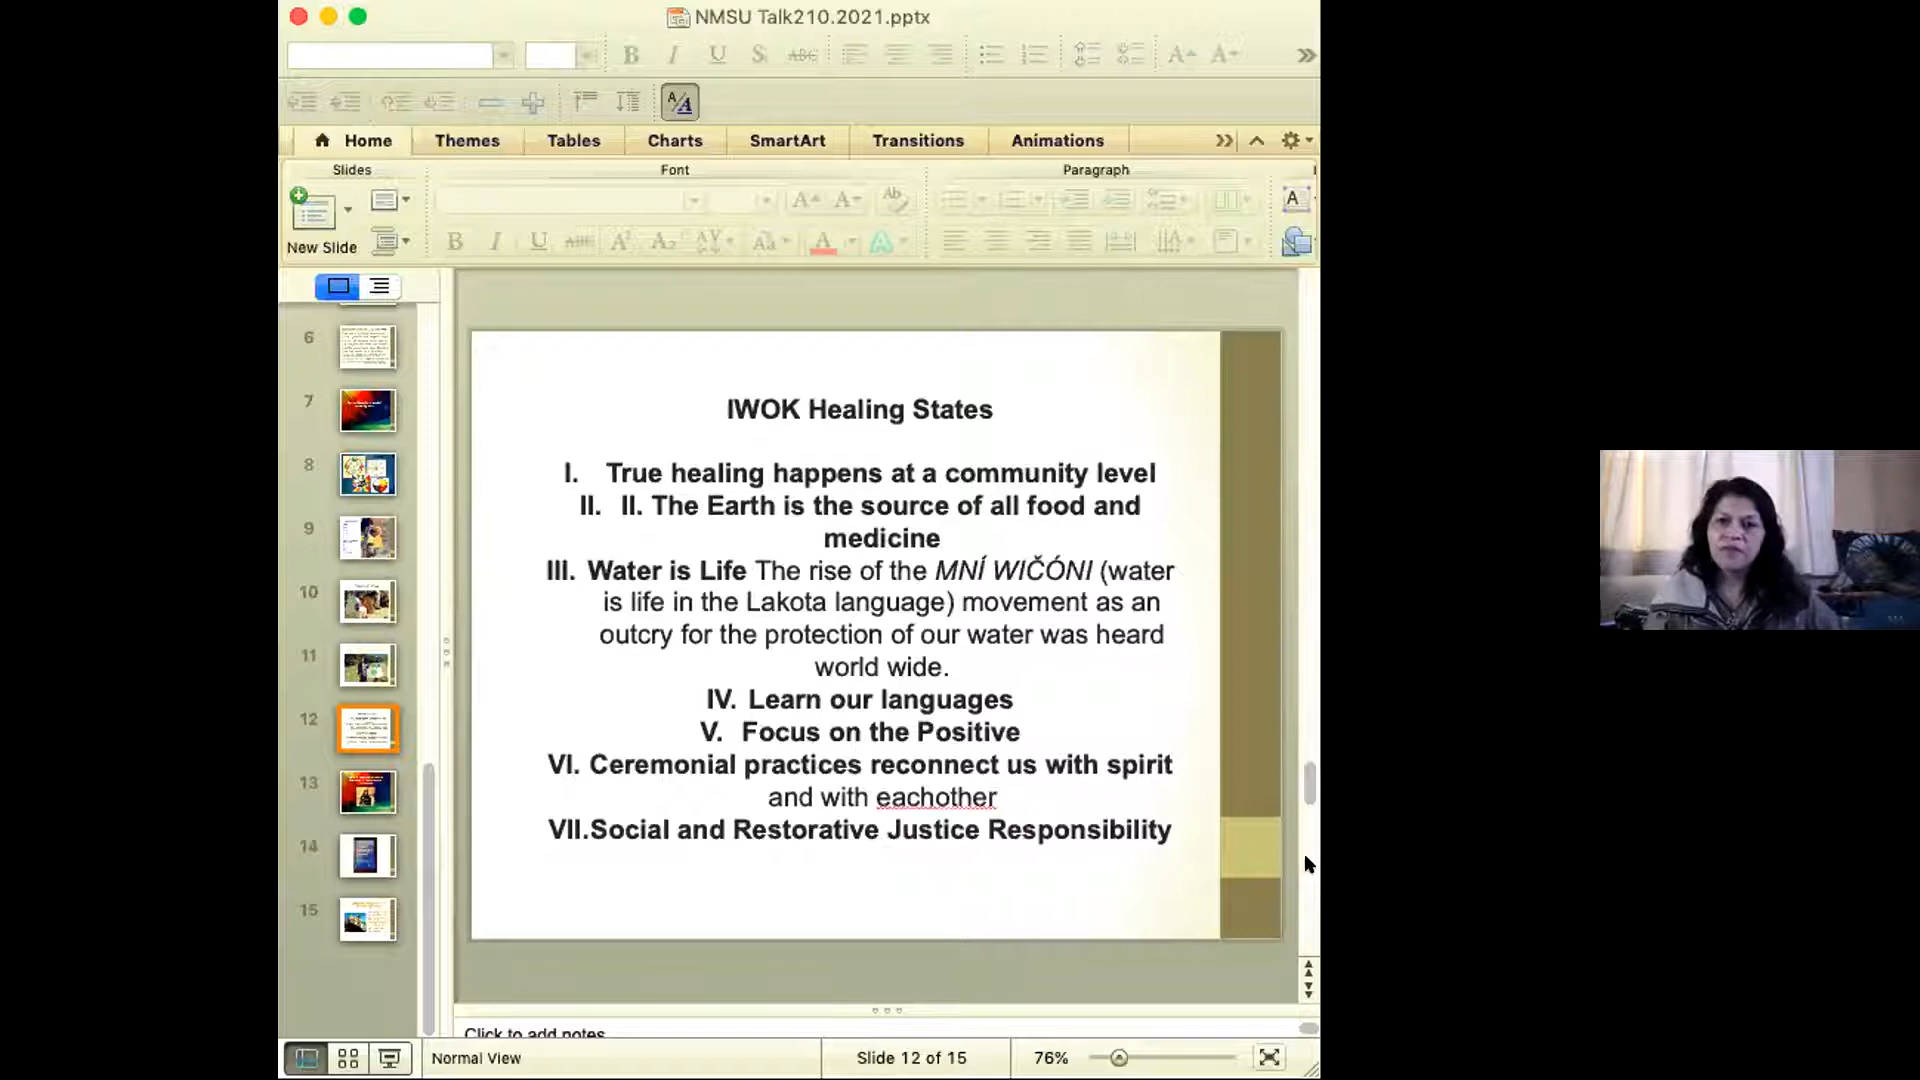 NMSU Talk210.2021.pptx
Home Themes Tables Charts SmartArt Transitions Animations
Slides Font Paragraph
New Slide
6
7
8
9
10
11
12
13
14
15
IWOK Healing States
I. True healing happens at a community level
II. II. The Earth is the source of all food and
medicine
III. Water is Life The rise of the MNÍ WIČÓNI (water
is life in the Lakota language) movement as an
outcry for the protection of our water was heard
world wide.
IV. Learn our languages
V. Focus on the Positive
VI. Ceremonial practices reconnect us with spirit
and with eachother
VII.Social and Restorative Justice Responsibility
Click to add notes
Normal View Slide 12 of 15 76%